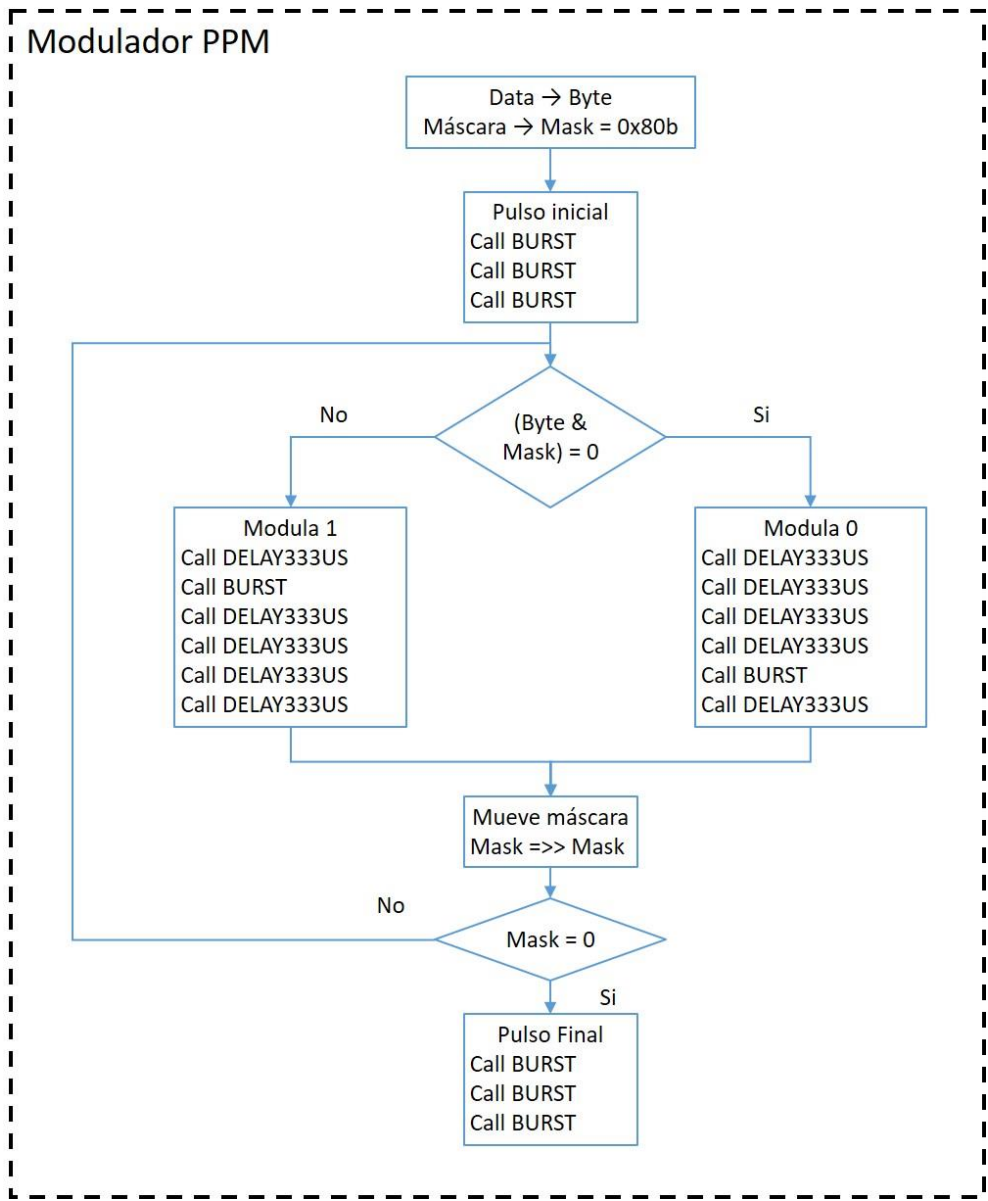 Modulador PPM
Data → Byte
Máscara → Mask = 0x80b
Pulso inicial
Call BURST
Call BURST
Call BURST
(Byte &
Mask) = 0
No
Si
Modula 1
Call DELAY333US
Call BURST
Call DELAY333US
Call DELAY333US
Call DELAY333US
Call DELAY333US
Modula 0
Call DELAY333US
Call DELAY333US
Call DELAY333US
Call DELAY333US
Call BURST
Call DELAY333US
Mueve máscara
Mask =>> Mask
No
Mask = 0
Si
Pulso Final
Call BURST
Call BURST
Call BURST